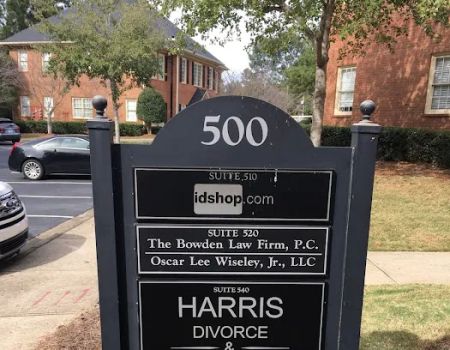 500
SUITE 510
idshop.com
SUITE 520
The Bowden Law Firm, P.C.
Oscar Lee Wiseley, Jr., LLC
SUITE 540
HARRIS
DIVORCE
&